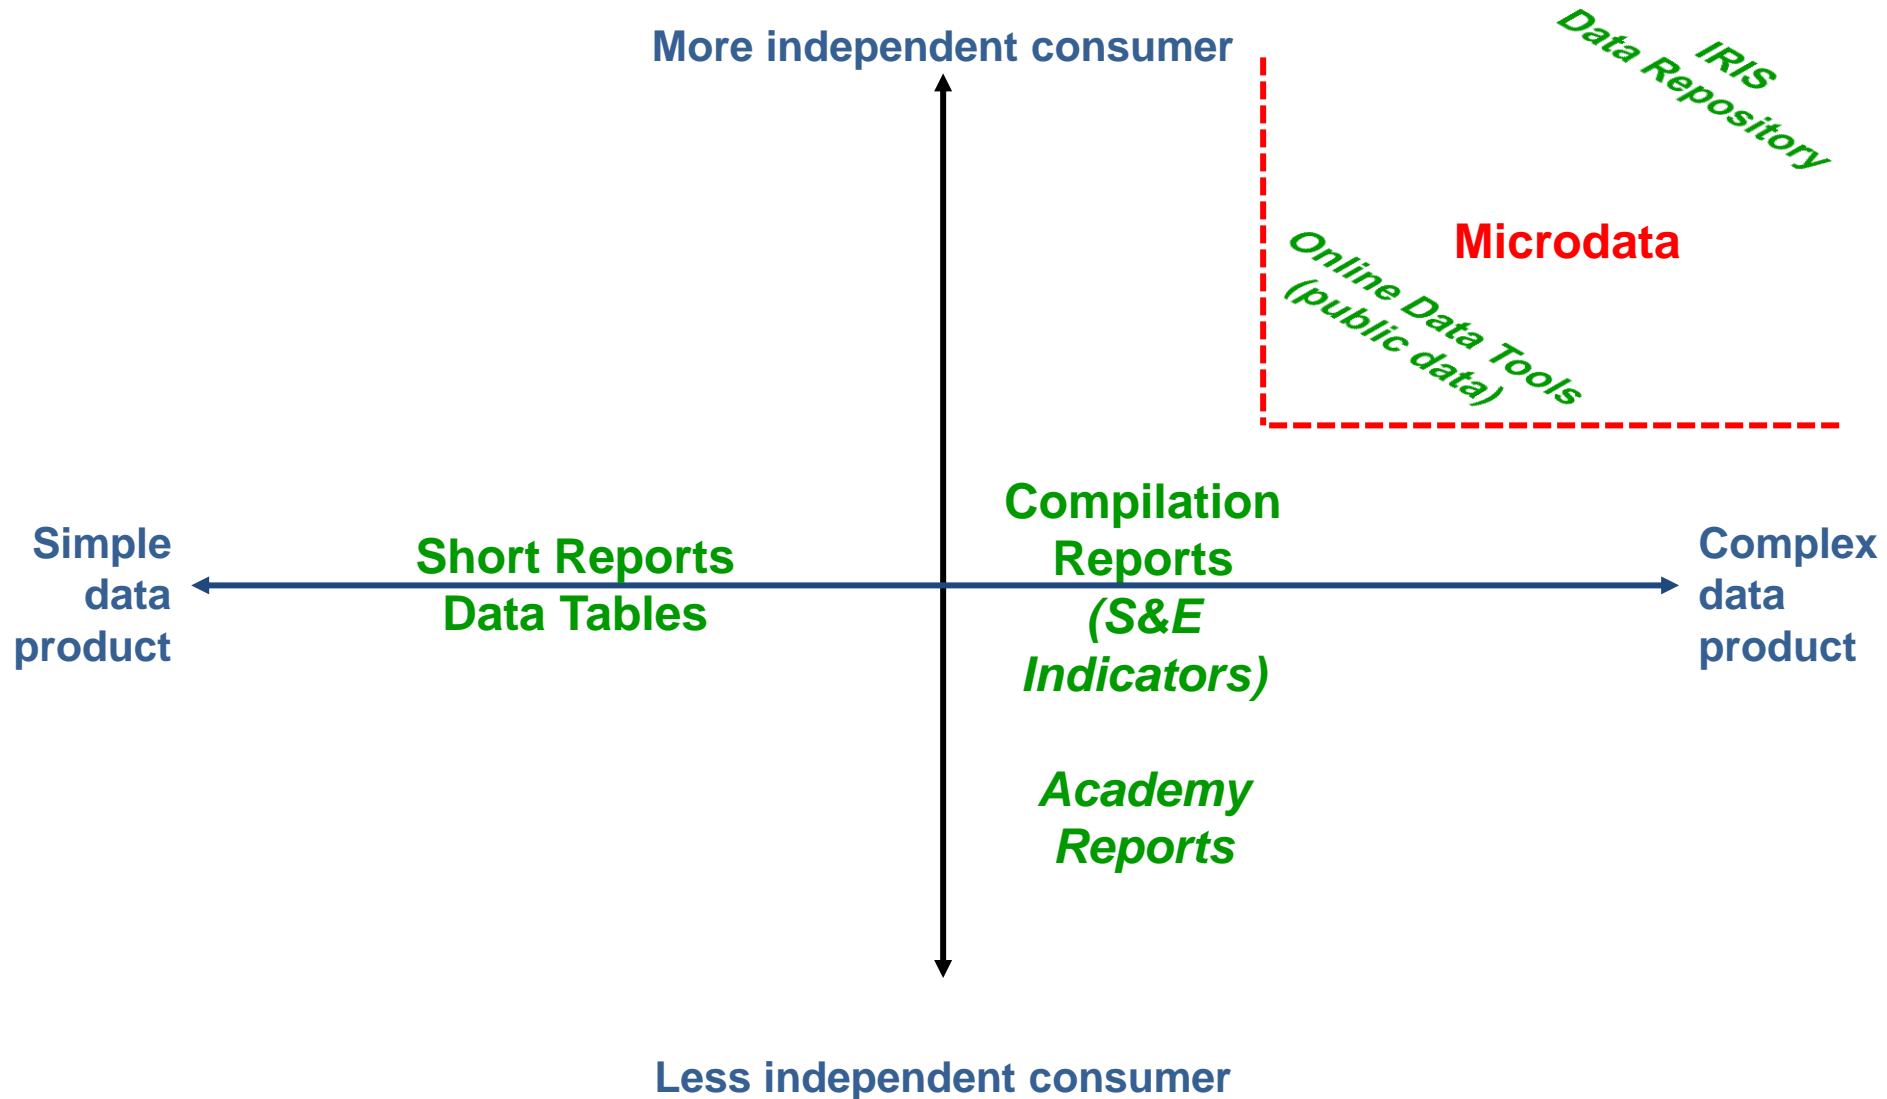 More independent consumer
IRIS
Data Repository
Microdata
Online Data Tools
(public data)
Simple
data
product
Short Reports
Data Tables
Compilation
Reports
(S&E
Indicators)
Academy
Reports
Complex
data
product
Less independent consumer